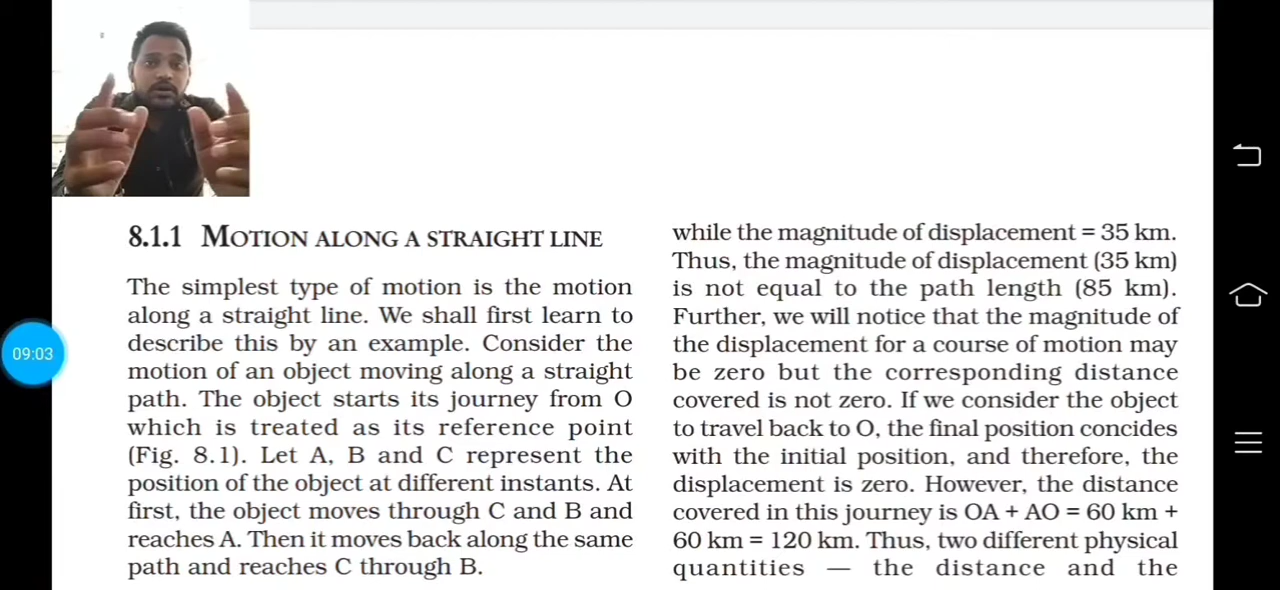 09:03
8.1.1 MOTION ALONG A STRAIGHT LINE
The simplest type of motion is the motion
along a straight line. We shall first learn to
describe this by an example. Consider the
motion of an object moving along a straight
path. The object starts its journey from O
which is treated as its reference point
(Fig. 8.1). Let A, B and C represent the
position of the object at different instants. At
first, the object moves through C and B and
reaches A. Then it moves back along the same
path and reaches C through B.
while the magnitude of displacement = 35 km.
Thus, the magnitude of displacement (35 km)
is not equal to the path length (85 km).
Further, we will notice that the magnitude of
the displacement for a course of motion may
be zero but the corresponding distance
covered is not zero. If we consider the object
to travel back to O, the final position concides
with the initial position, and therefore, the
displacement is zero. However, the distance
covered in this journey is OA + AO = 60 km +
60 km = 120 km. Thus, two different physical
quantities — the distance and the